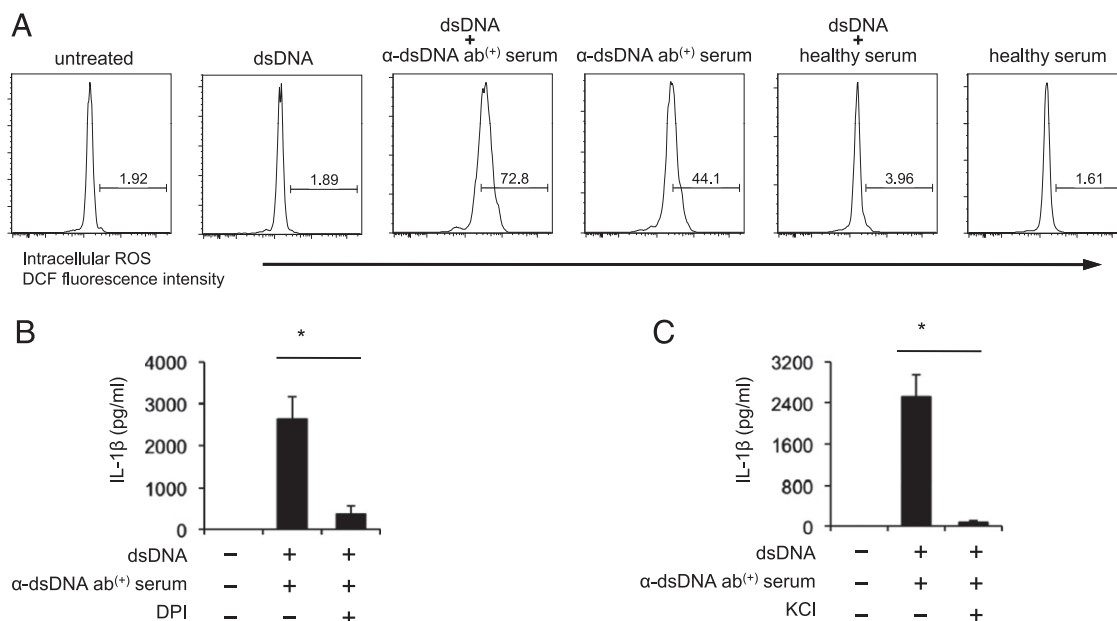 A
untreated
dsDNA
dsDNA
+
α-dsDNA ab(+) serum
α-dsDNA ab(+) serum
dsDNA
+
healthy serum
healthy serum
1.92
1.89
72.8
44.1
3.96
1.61
Intracellular ROS
DCF fluorescence intensity
B
*
IL-1β (pg/ml)
4000
3000
2000
1000
0
dsDNA – + +
α-dsDNA ab(+) serum – + +
DPI – – +
C
*
IL-1β (pg/ml)
3200
2400
1600
800
0
dsDNA – + +
α-dsDNA ab(+) serum – + +
KCl – – +